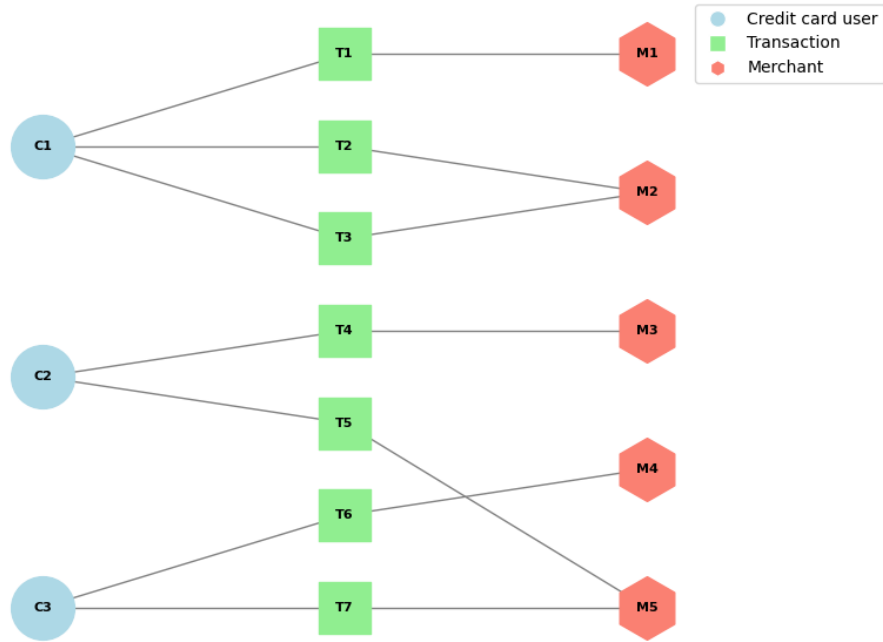 Credit card user
Transaction
Merchant
T1
M1
C1
T2
M2
T3
T4
M3
C2
T5
M4
T6
C3
T7
M5